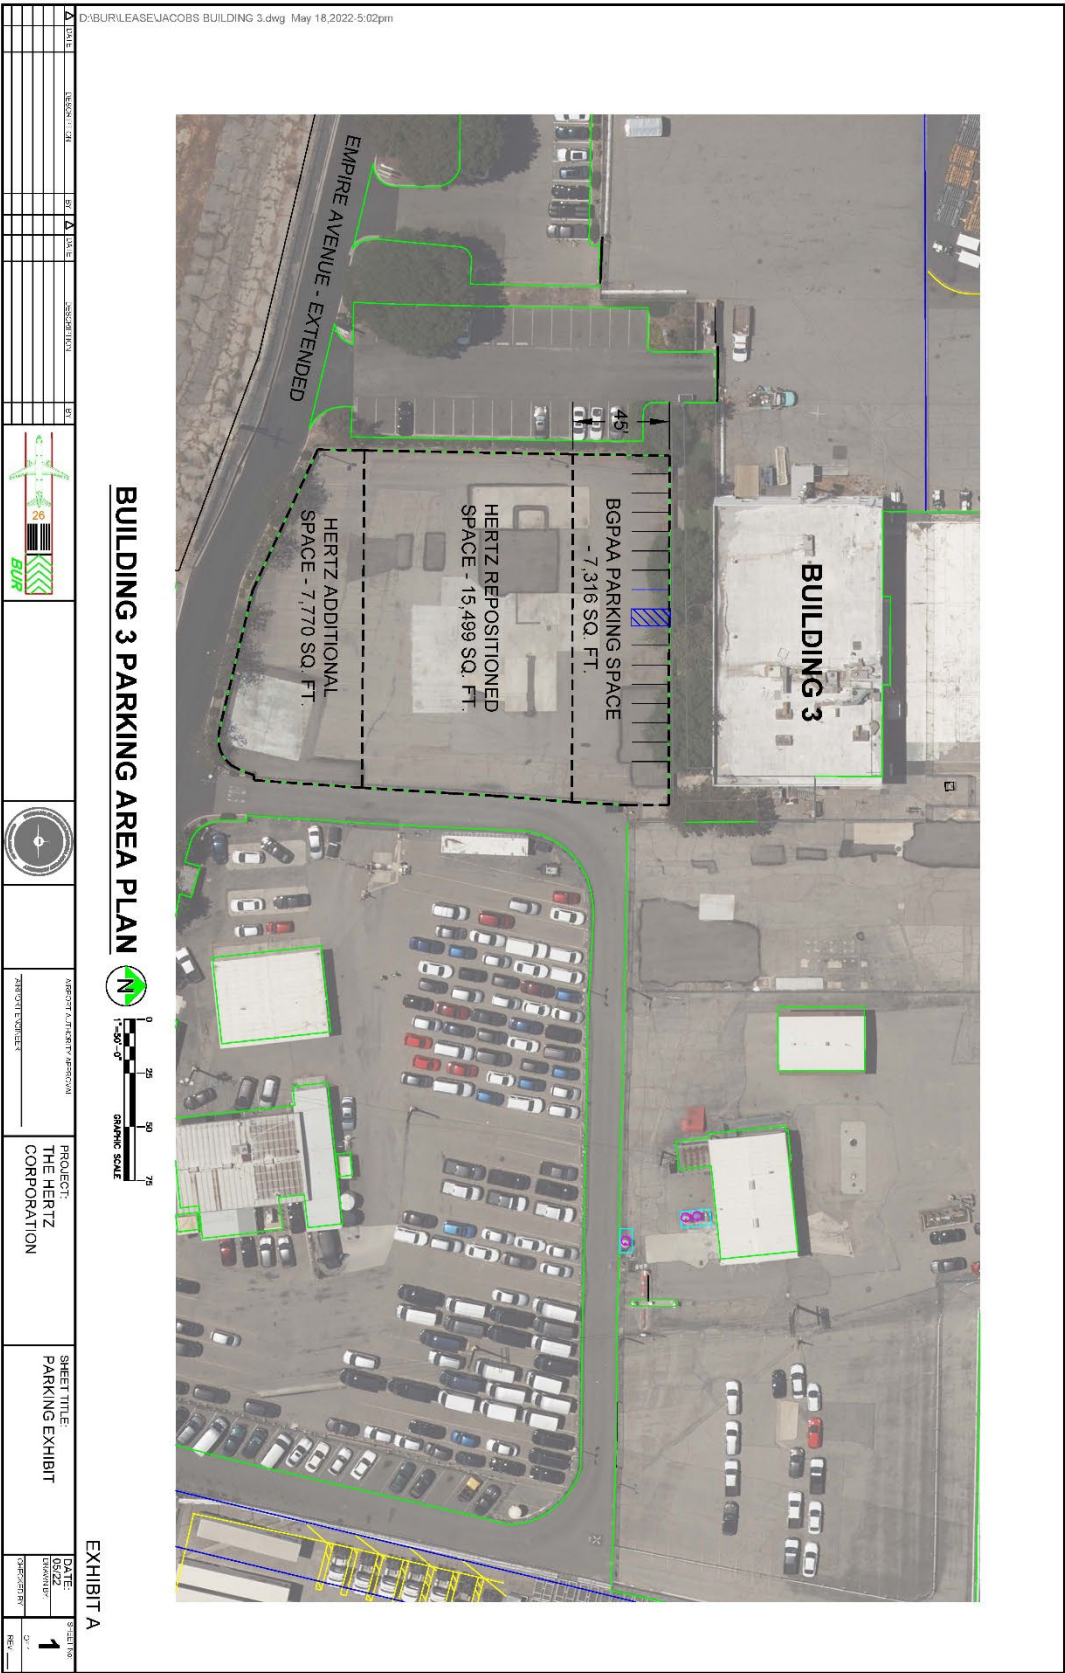 D:\BUR\LEASE\JACOBS BUILDING 3.dwg May 18,2022-5:02pm
EMPIRE AVENUE - EXTENDED
45'
BUILDING 3
BGPAA PARKING SPACE
- 7,316 SQ. FT.
HERTZ REPOSITIONED
SPACE - 15,499 SQ. FT.
HERTZ ADDITIONAL
SPACE - 7,770 SQ. FT.
BUILDING 3 PARKING AREA PLAN
N
0 25 50 75
1"=50'-0"
GRAPHIC SCALE
EXHIBIT A
DATE
DESCRIPTION
BY
DATE
DESCRIPTION
BY
26
BUR
AIRPORT AUTHORITY APPROVAL
AIRPORT ENGINEER
PROJECT:
THE HERTZ
CORPORATION
SHEET TITLE:
PARKING EXHIBIT
DATE:
05/22
DRAWN BY:
CHECKED BY:
SHEET NO.
1
REV.